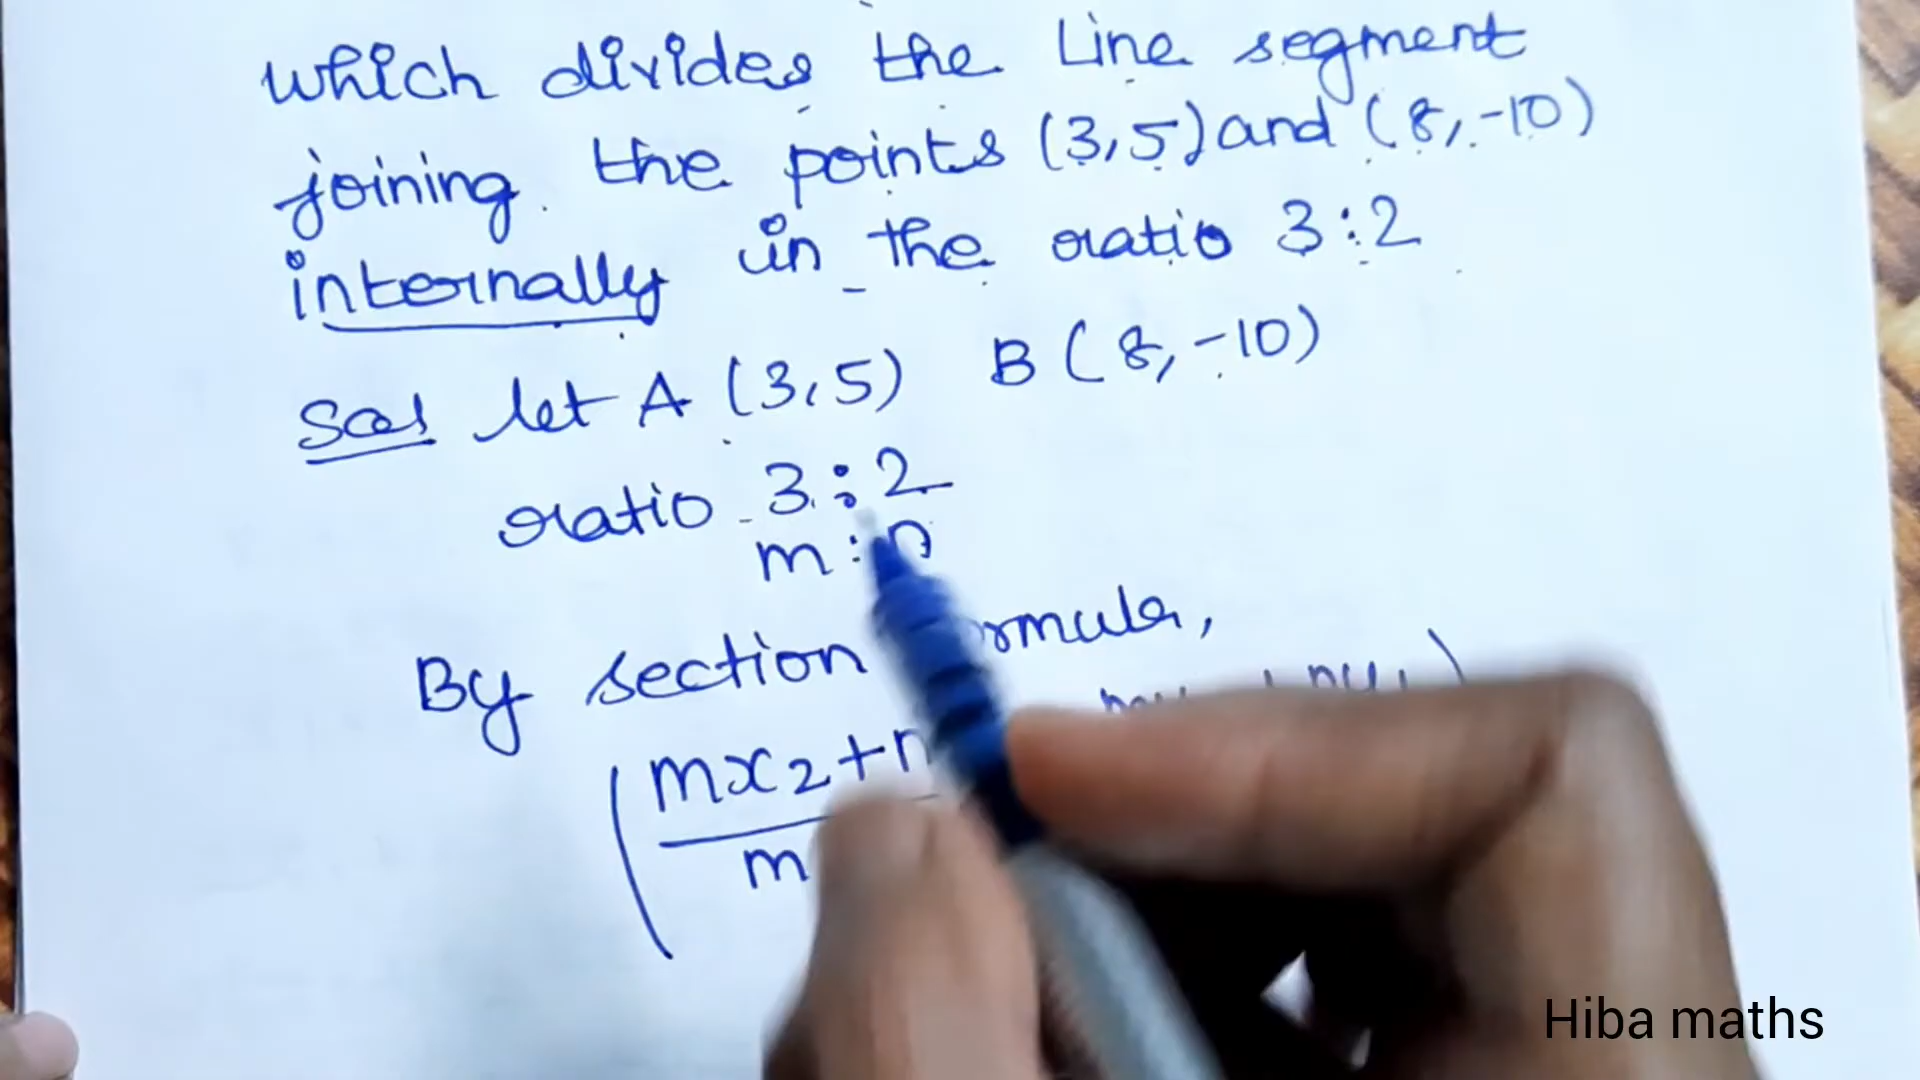 which divides the Line segment
joining the points (3,5) and (8,-10)
internally in the ratio 3:2
Sol let A (3,5) B (8,-10)
ratio 3:2
m:n
By section formula,
(mx₂+n
m
Hiba maths